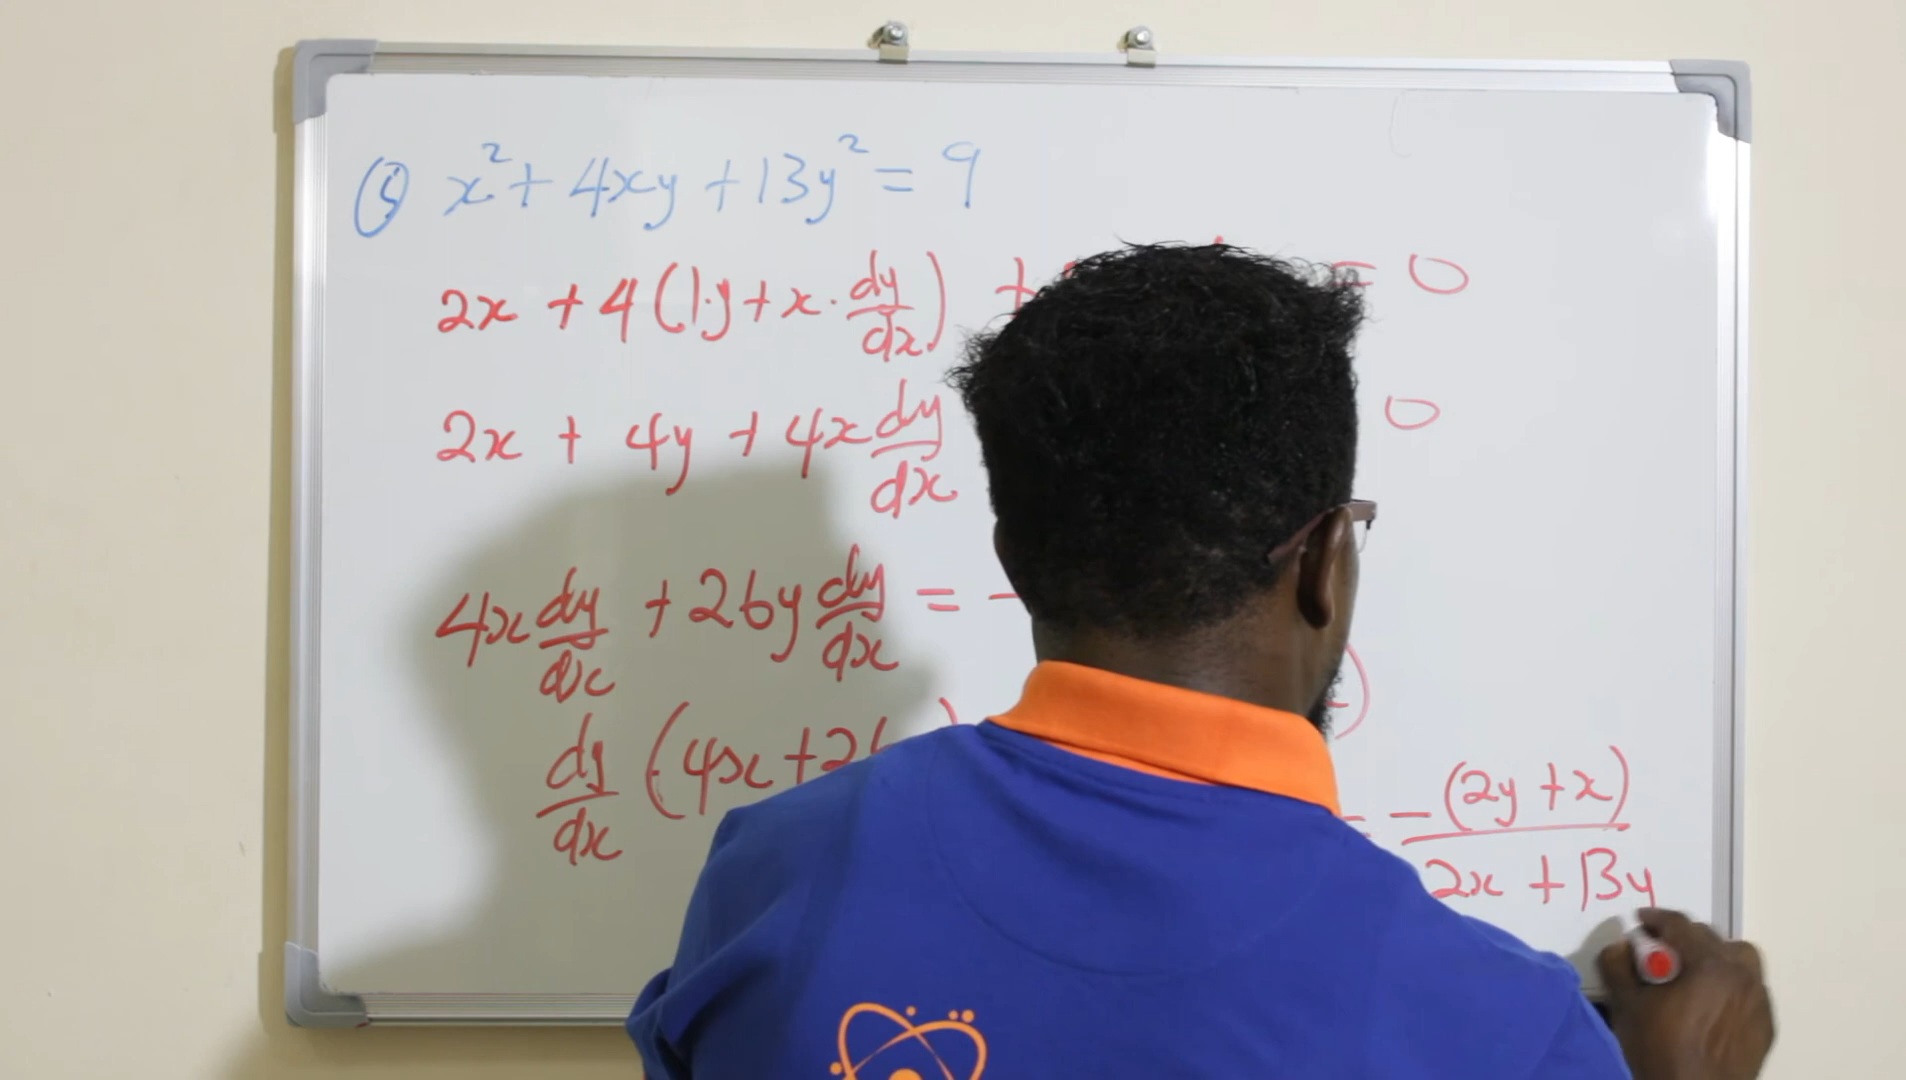 ⑤ x² + 4xy + 13y² = 9
2x + 4(1·y + x·dy/dx) + = 0
2x + 4y + 4x dy/dx 0
4x dy/dx + 26y dy/dx = -
dy/dx (4x + 26 ) )
= -(2y + x)/2x + 13y